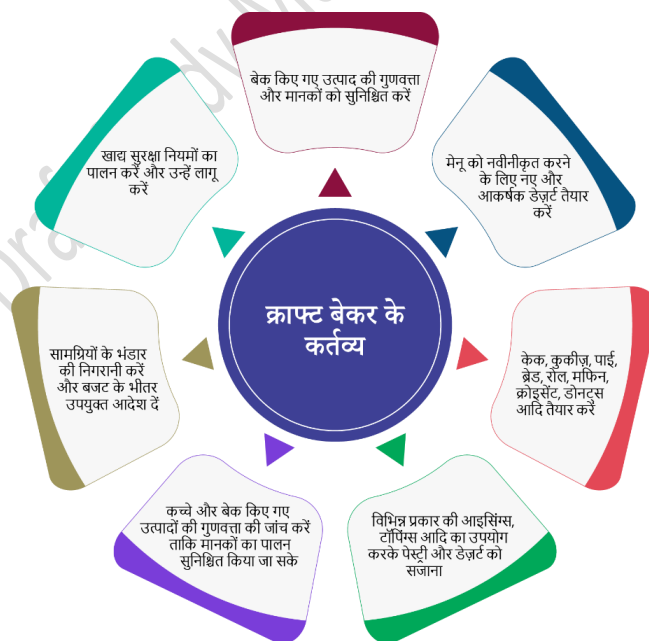 बेक किए गए उत्पाद की गुणवत्ता
और मानकों को सुनिश्चित करें
मेनू को नवीनीकृत करने
के लिए नए और
आकर्षक डेज़र्ट तैयार
करें
केक, कुकीज़, पाई,
ब्रेड, रोल, मफिन,
क्रोइसेंट, डोनट्स
आदि तैयार करें
विभिन्न प्रकार की आइसिंग्स,
टॉपिंग्स आदि का उपयोग
करके पेस्ट्री और डेज़र्ट को
सजाना
कच्चे और बेक किए गए
उत्पादों की गुणवत्ता की जांच करें
ताकि मानकों का पालन
सुनिश्चित किया जा सके
सामग्रियों के भंडार
की निगरानी करें
और बजट के भीतर
उपयुक्त आदेश दें
खाद्य सुरक्षा नियमों का
पालन करें और उन्हें लागू
करें
क्राफ्ट बेकर के
कर्तव्य